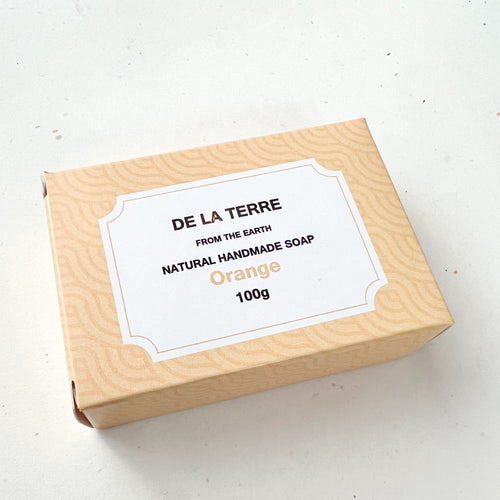 DE LA TERRE
FROM THE EARTH
NATURAL HANDMADE SOAP
Orange
100g